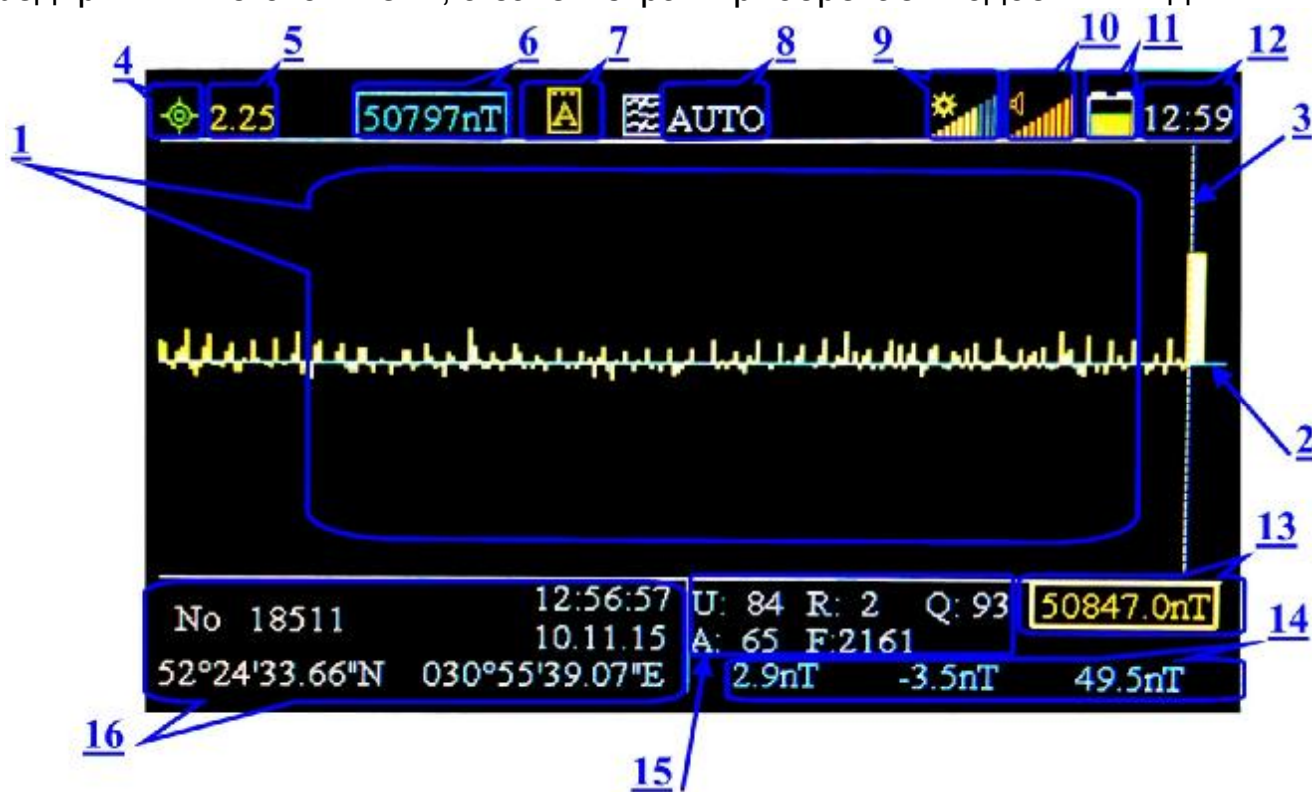 4 5 6 7 8 9 10 11 12
2.25 50797nT A AUTO 12:59
1 3
2
13
No 18511 12:56:57 U: 84 R: 2 Q: 93 50847.0nT
10.11.15 A: 65 F:2161 14
52°24'33.66"N 030°55'39.07"E 2.9nT -3.5nT 49.5nT
16 15